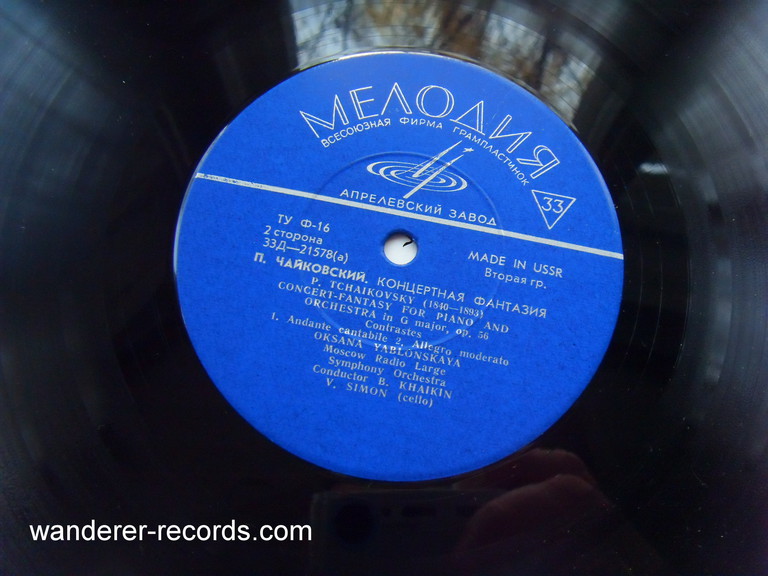 МЕЛОДИЯ
ВСЕСОЮЗНАЯ ФИРМА ГРАМПЛАСТИНОК
АПРЕЛЕВСКИЙ ЗАВОД
33
ТУ Ф-16
2 сторона
33Д—21578(а)
MADE IN USSR
Вторая гр.
П. ЧАЙКОВСКИЙ. КОНЦЕРТНАЯ ФАНТАЗИЯ
P. TCHAIKOVSKY (1840—1893)
CONCERT-FANTASY FOR PIANO AND
ORCHESTRA in G major, op. 56
Contrastes
1. Andante cantabile 2. Allegro moderato
OKSANA YABLONSKAYA
Moscow Radio Large
Symphony Orchestra
Conductor B. KHAIKIN
V. SIMON (cello)
wanderer-records.com